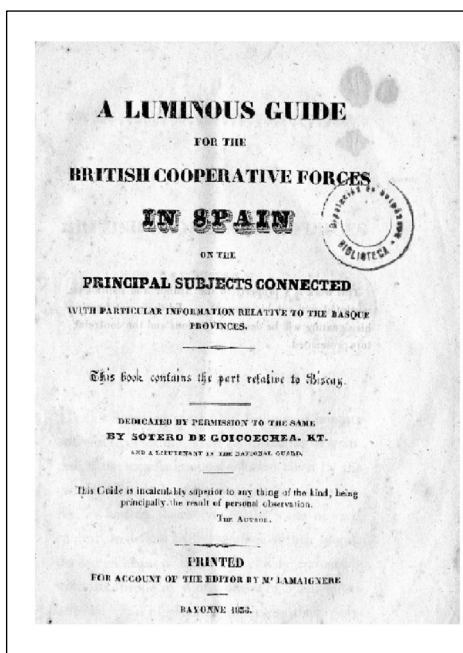 A LUMINOUS GUIDE
FOR THE
BRITISH COOPERATIVE FORCES
IN SPAIN
ON THE
PRINCIPAL SUBJECTS CONNECTED
WITH PARTICULAR INFORMATION RELATIVE TO THE BASQUE
PROVINCES.
This book contains the part relative to Biscay.
DEDICATED BY PERMISSION TO THE SAME
BY SOTERO DE GOICOECHEA. KT.
AND A LIEUTENANT IN THE NATIONAL GUARD.
This Guide is incalculably superior to any thing of the kind, being
principally the result of personal observation.
THE AUTHOR.
PRINTED
FOR ACCOUNT OF THE EDITOR BY Mr LAMAIGNERE
BAYONNE 1836.
BIBLIOTECA